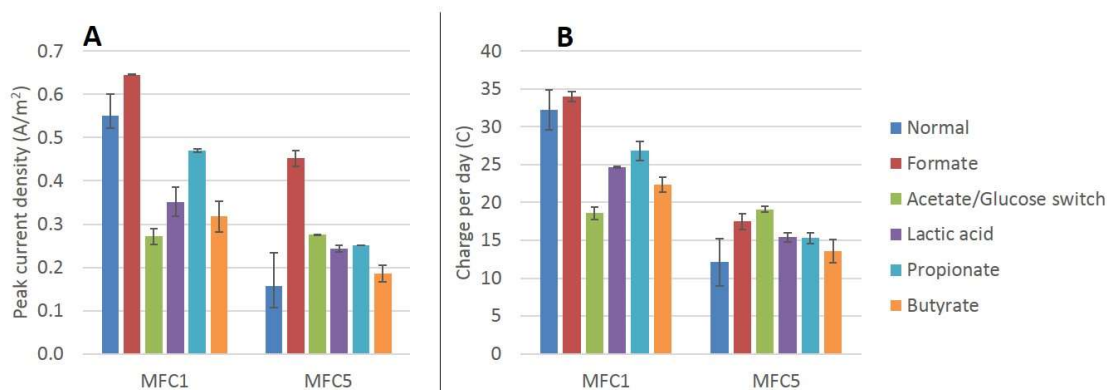 A
Peak current density (A/m²)
0.7
0.6
0.5
0.4
0.3
0.2
0.1
0.0
MFC1 MFC5
B
Charge per day (C)
40
35
30
25
20
15
10
5
0
MFC1 MFC5
Normal
Formate
Acetate/Glucose switch
Lactic acid
Propionate
Butyrate